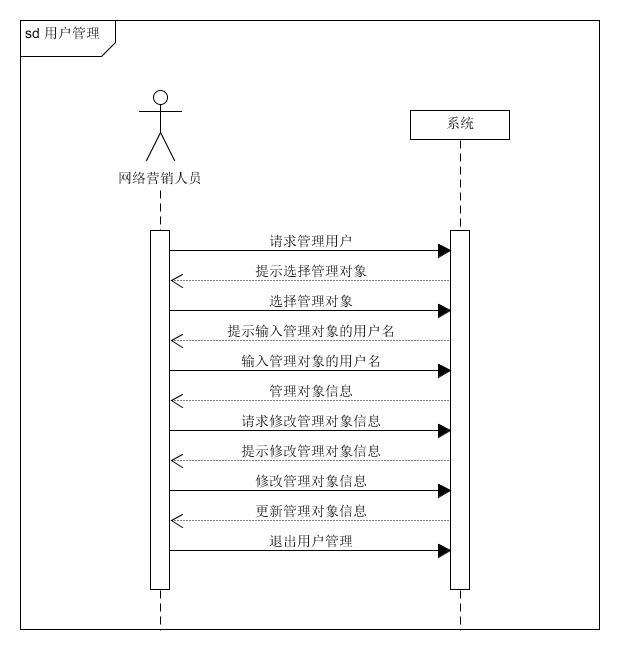 sd 用户管理
网络营销人员
系统
请求管理用户
提示选择管理对象
选择管理对象
提示输入管理对象的用户名
输入管理对象的用户名
管理对象信息
请求修改管理对象信息
提示修改管理对象信息
修改管理对象信息
更新管理对象信息
退出用户管理